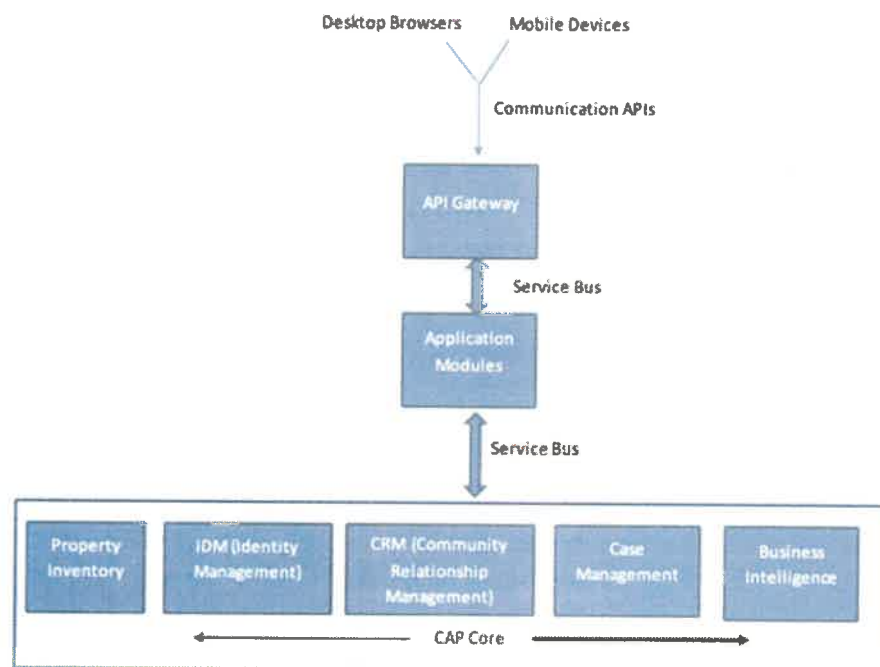 Desktop Browsers Mobile Devices
Communication APIs
API Gateway
Service Bus
Application
Modules
Service Bus
Property
Inventory
iDM (Identity
Management)
CRM (Community
Relationship
Management)
Case
Management
Business
Intelligence
CAP Core